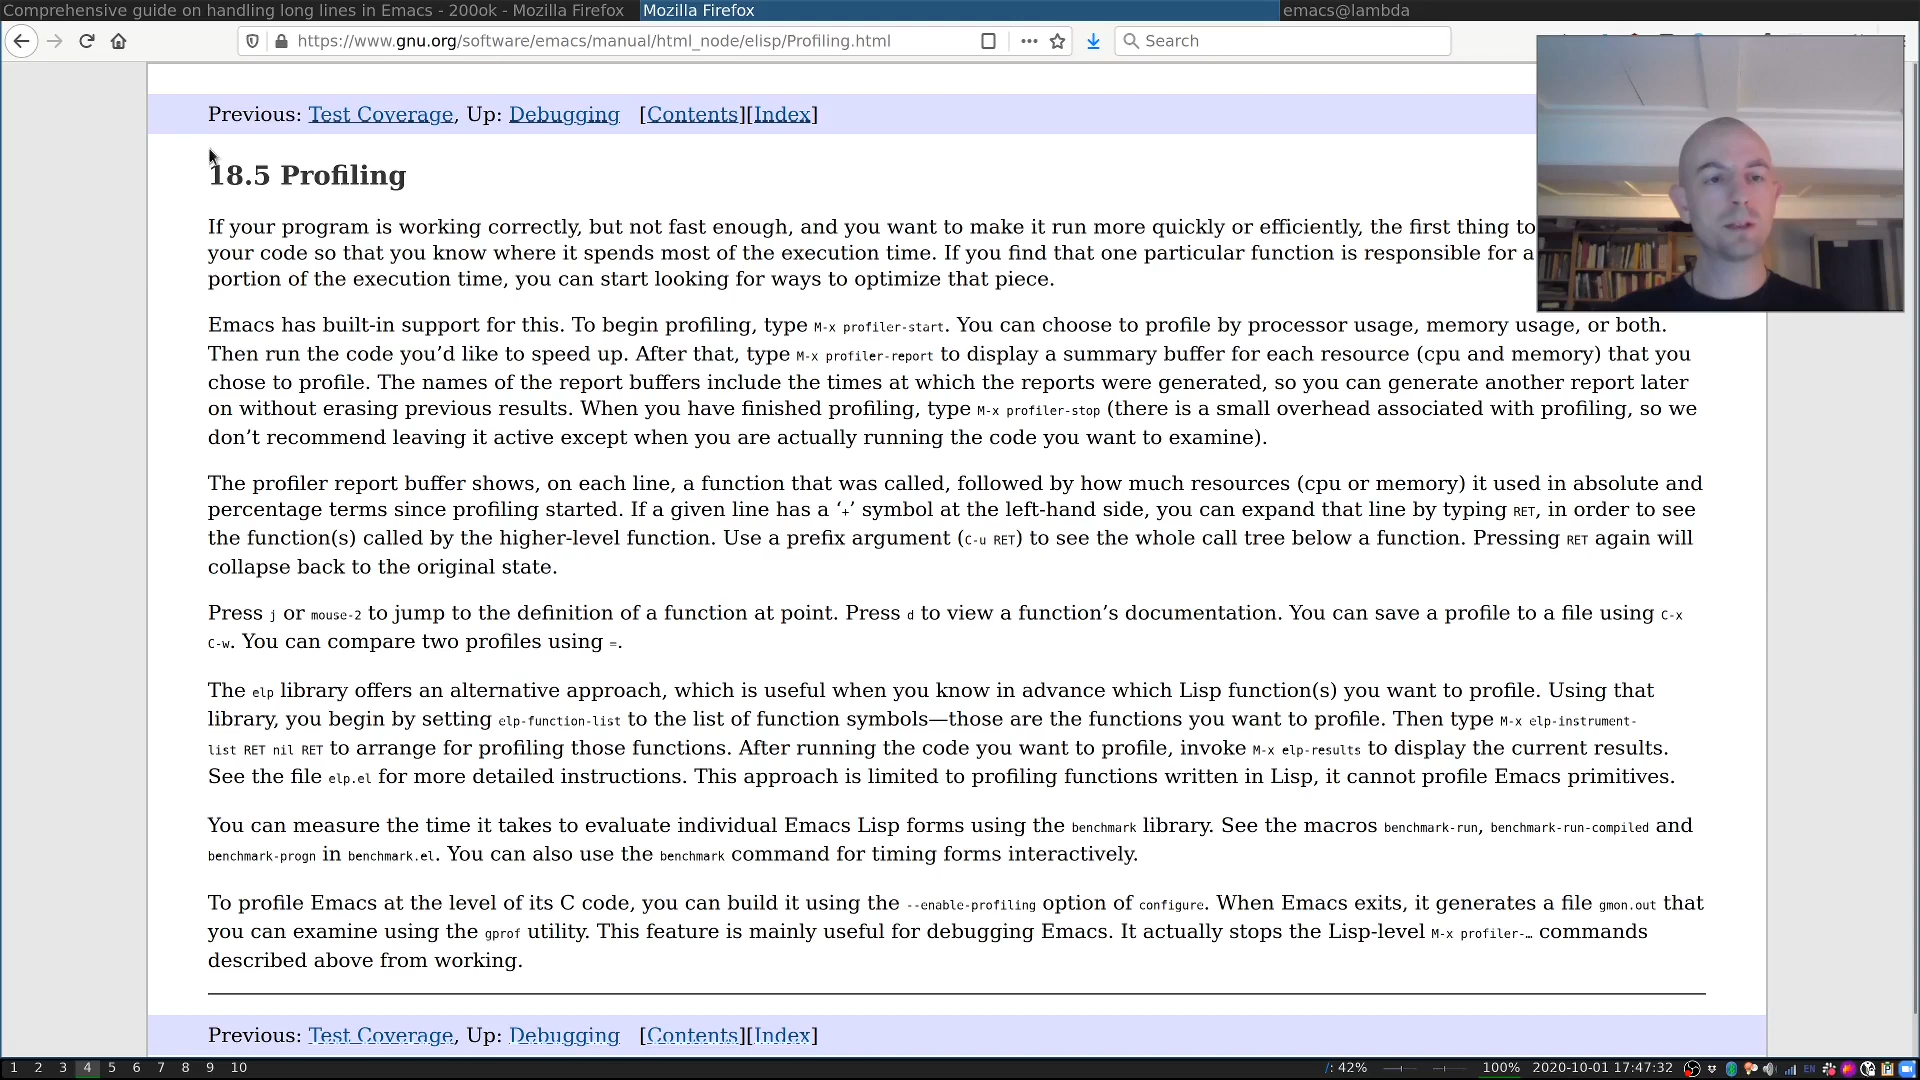 Comprehensive guide on handling long lines in Emacs - 200ok - Mozilla Firefox
Mozilla Firefox
emacs@lambda
https://www.gnu.org/software/emacs/manual/html_node/elisp/Profiling.html
Search
Previous: Test Coverage, Up: Debugging [Contents][Index]
18.5 Profiling
If your program is working correctly, but not fast enough, and you want to make it run more quickly or efficiently, the first thing to
your code so that you know where it spends most of the execution time. If you find that one particular function is responsible for a
portion of the execution time, you can start looking for ways to optimize that piece.
Emacs has built-in support for this. To begin profiling, type M-x profiler-start. You can choose to profile by processor usage, memory usage, or both.
Then run the code you’d like to speed up. After that, type M-x profiler-report to display a summary buffer for each resource (cpu and memory) that you
chose to profile. The names of the report buffers include the times at which the reports were generated, so you can generate another report later
on without erasing previous results. When you have finished profiling, type M-x profiler-stop (there is a small overhead associated with profiling, so we
don’t recommend leaving it active except when you are actually running the code you want to examine).
The profiler report buffer shows, on each line, a function that was called, followed by how much resources (cpu or memory) it used in absolute and
percentage terms since profiling started. If a given line has a ‘+’ symbol at the left-hand side, you can expand that line by typing RET, in order to see
the function(s) called by the higher-level function. Use a prefix argument (C-u RET) to see the whole call tree below a function. Pressing RET again will
collapse back to the original state.
Press j or mouse-2 to jump to the definition of a function at point. Press d to view a function’s documentation. You can save a profile to a file using C-x
C-w. You can compare two profiles using =.
The elp library offers an alternative approach, which is useful when you know in advance which Lisp function(s) you want to profile. Using that
library, you begin by setting elp-function-list to the list of function symbols—those are the functions you want to profile. Then type M-x elp-instrument-
list RET nil RET to arrange for profiling those functions. After running the code you want to profile, invoke M-x elp-results to display the current results.
See the file elp.el for more detailed instructions. This approach is limited to profiling functions written in Lisp, it cannot profile Emacs primitives.
You can measure the time it takes to evaluate individual Emacs Lisp forms using the benchmark library. See the macros benchmark-run, benchmark-run-compiled and
benchmark-progn in benchmark.el. You can also use the benchmark command for timing forms interactively.
To profile Emacs at the level of its C code, you can build it using the --enable-profiling option of configure. When Emacs exits, it generates a file gmon.out that
you can examine using the gprof utility. This feature is mainly useful for debugging Emacs. It actually stops the Lisp-level M-x profiler-… commands
described above from working.
Previous: Test Coverage, Up: Debugging [Contents][Index]
1 2 3 4 5 6 7 8 9 10
/: 42% 100% 2020-10-01 17:47:32 EN